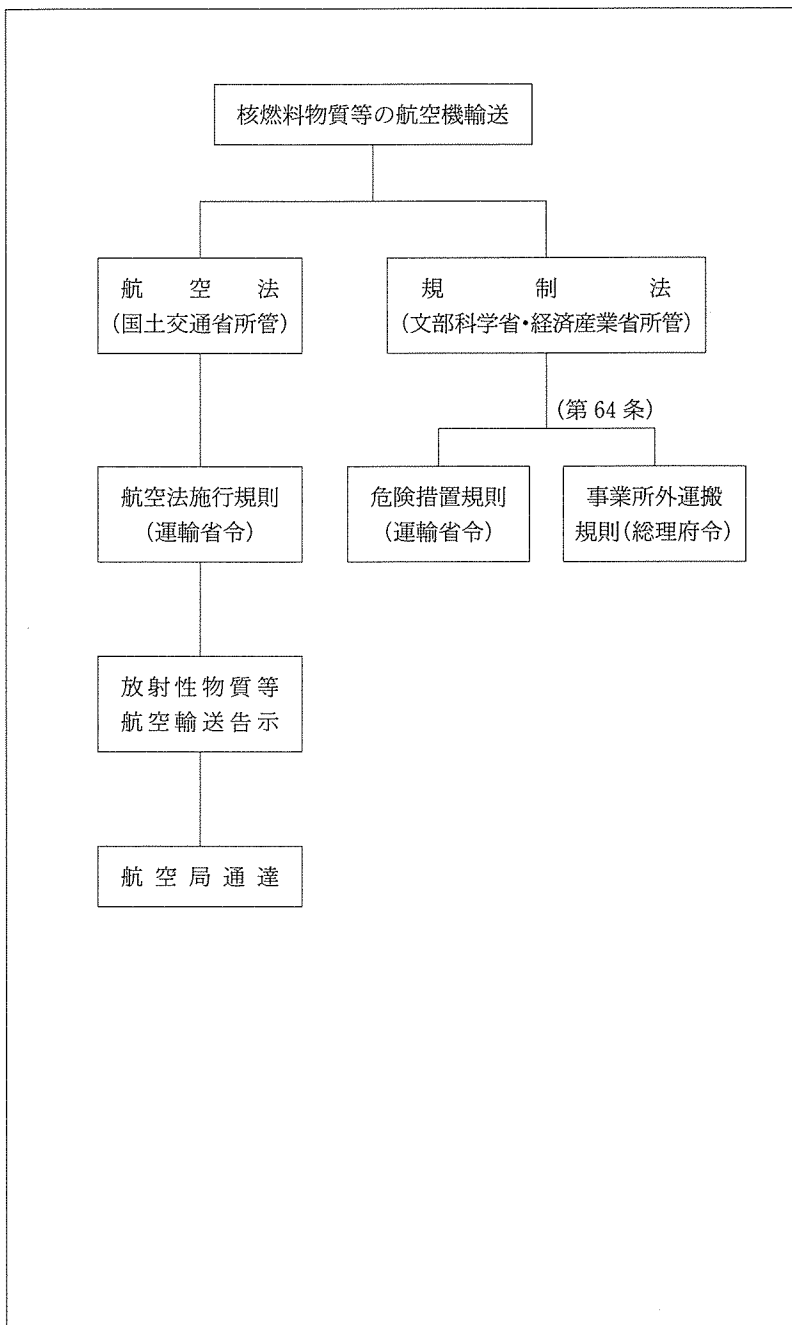 核燃料物質等の航空機輸送
航空法
(国土交通省所管)
規制法
(文部科学省・経済産業省所管)
(第64条)
航空法施行規則
(運輸省令)
危険措置規則
(運輸省令)
事業所外運搬
規則(総理府令)
放射性物質等
航空輸送告示
航空局通達